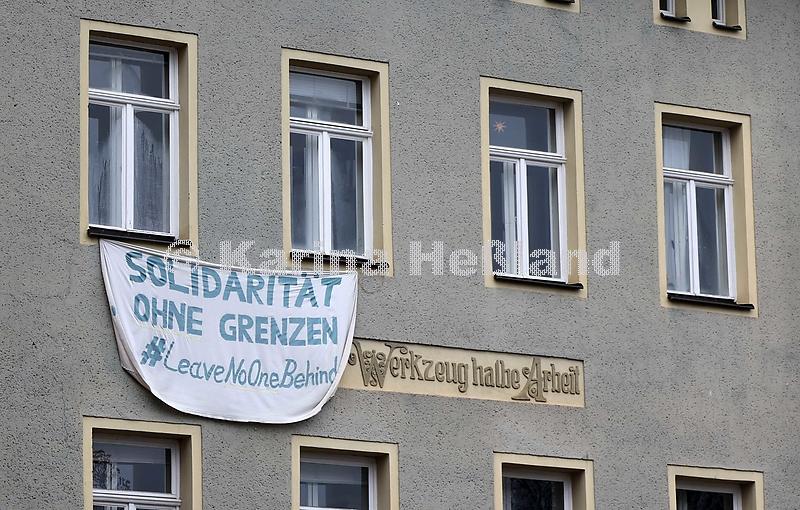 © Karina Heßland
SOLIDARITÄT
OHNE GRENZEN
#LeaveNoOneBehind
Werkzeug halbe Arbeit